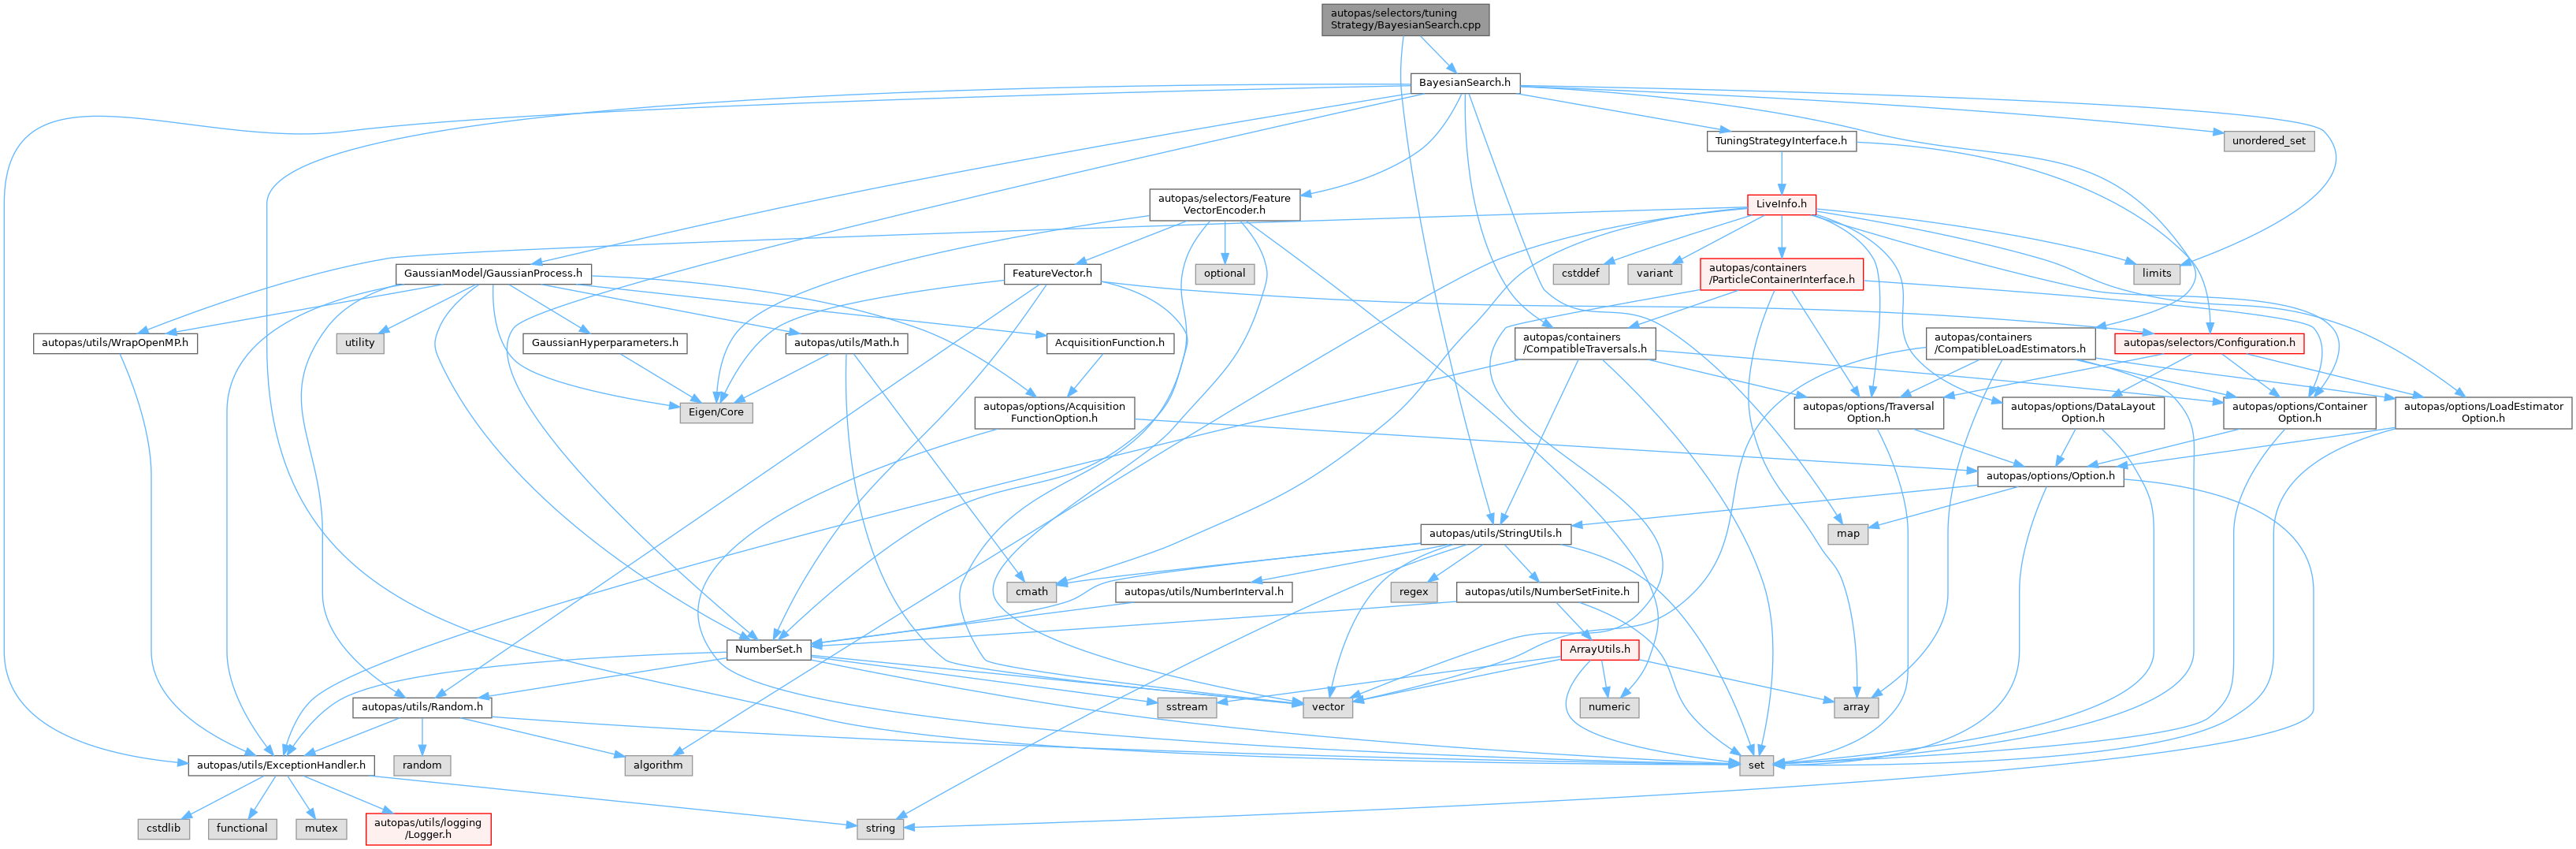 autopas/selectors/tuning
Strategy/BayesianSearch.cpp
BayesianSearch.h
TuningStrategyInterface.h
unordered_set
autopas/selectors/Feature
VectorEncoder.h
LiveInfo.h
GaussianModel/GaussianProcess.h
FeatureVector.h
optional
cstddef
variant
autopas/containers
/ParticleContainerInterface.h
limits
autopas/utils/WrapOpenMP.h
utility
GaussianHyperparameters.h
autopas/utils/Math.h
AcquisitionFunction.h
autopas/containers
/CompatibleTraversals.h
autopas/containers
/CompatibleLoadEstimators.h
autopas/selectors/Configuration.h
Eigen/Core
autopas/options/Acquisition
FunctionOption.h
autopas/options/Traversal
Option.h
autopas/options/DataLayout
Option.h
autopas/options/Container
Option.h
autopas/options/LoadEstimator
Option.h
autopas/options/Option.h
autopas/utils/StringUtils.h
map
cmath
autopas/utils/NumberInterval.h
regex
autopas/utils/NumberSetFinite.h
NumberSet.h
ArrayUtils.h
autopas/utils/Random.h
sstream
vector
numeric
array
autopas/utils/ExceptionHandler.h
random
algorithm
set
cstdlib
functional
mutex
autopas/utils/logging
/Logger.h
string